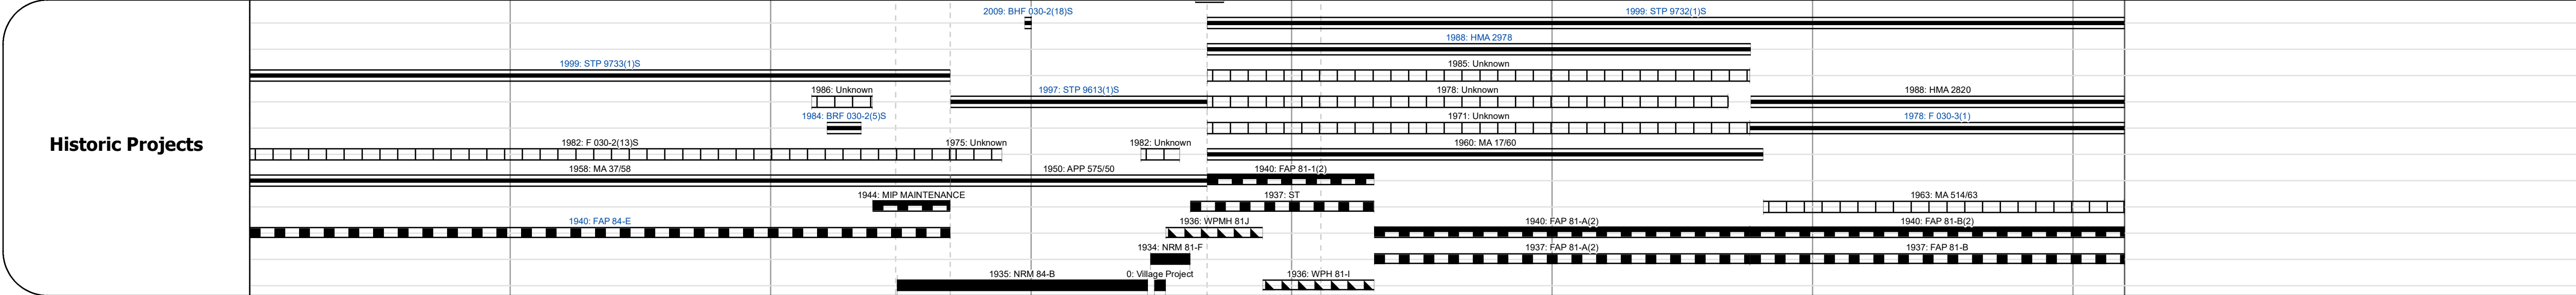 2009: BHF 030-2(18)S 1999: STP 9732(1)S
1988: HMA 2978
1999: STP 9733(1)S 1985: Unknown
1986: Unknown 1997: STP 9613(1)S 1978: Unknown 1988: HMA 2820
1984: BRF 030-2(5)S 1971: Unknown 1978: F 030-3(1)
Historic Projects
1982: F 030-2(13)S 1975: Unknown 1982: Unknown 1960: MA 17/60
1958: MA 37/58 1950: APP 575/50 1940: FAP 81-1(2)
1944: MIP MAINTENANCE 1937: ST 1963: MA 514/63
1940: FAP 84-E 1936: WPMH 81J 1940: FAP 81-A(2) 1940: FAP 81-B(2)
1934: NRM 81-F 1937: FAP 81-A(2) 1937: FAP 81-B
1935: NRM 84-B 0: Village Project 1936: WPH 81-I